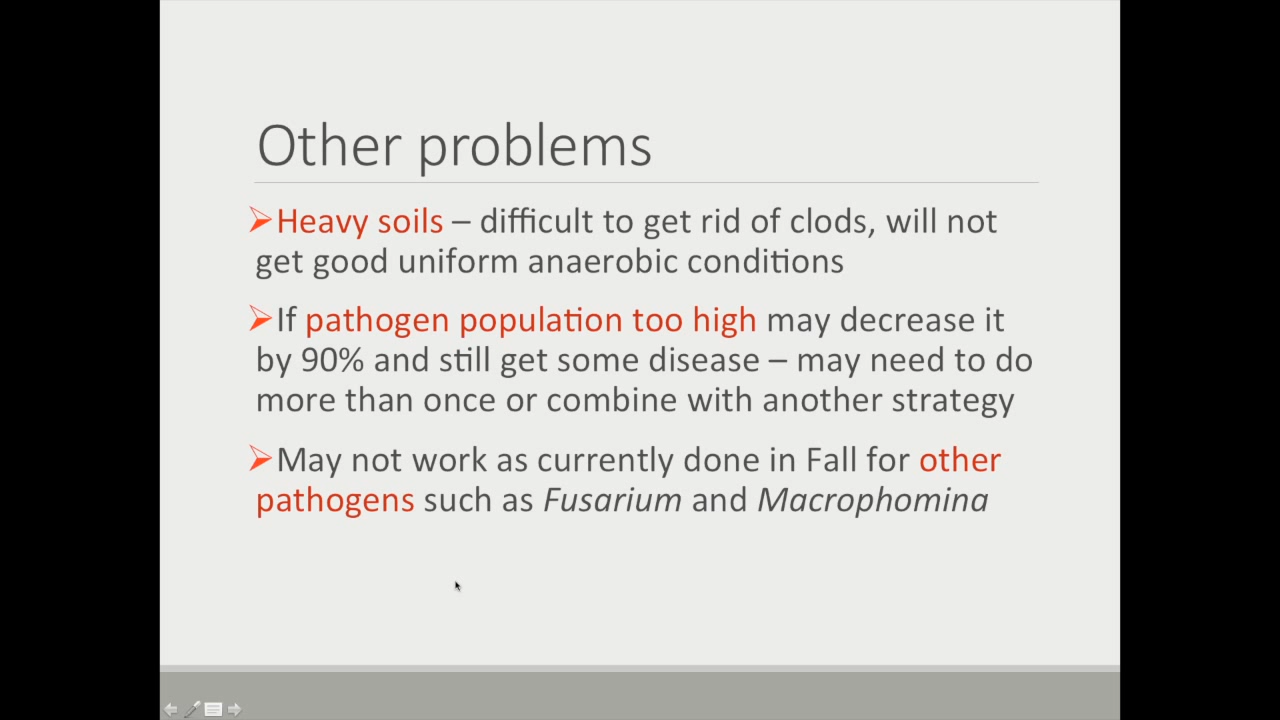 Other problems
Heavy soils – difficult to get rid of clods, will not
get good uniform anaerobic conditions
If pathogen population too high may decrease it
by 90% and still get some disease – may need to do
more than once or combine with another strategy
May not work as currently done in Fall for other
pathogens such as Fusarium and Macrophomina